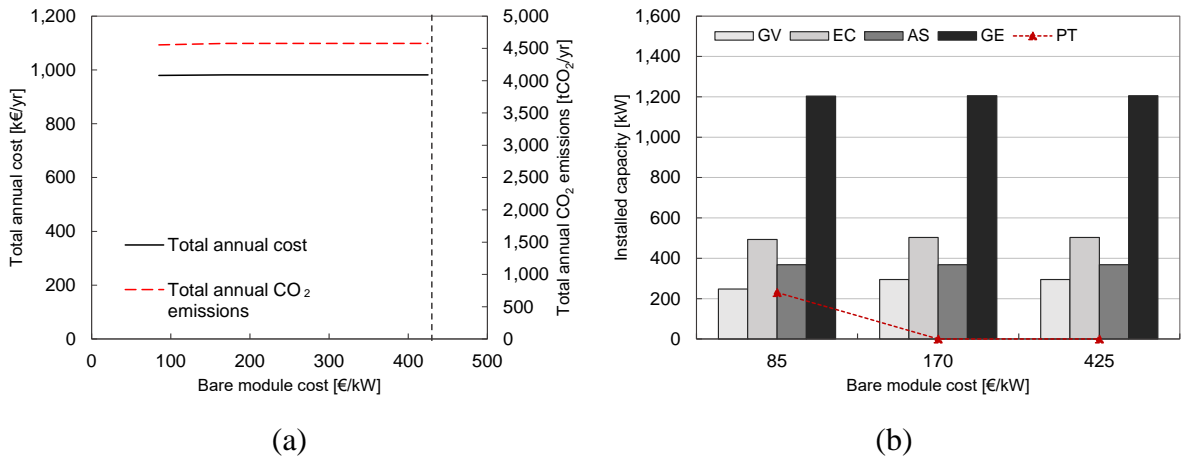 1,200
1,000
800
600
400
200
0
Total annual cost [k€/yr]
5,000
4,500
4,000
3,500
3,000
2,500
2,000
1,500
1,000
500
0
Total annual CO2 emissions [tCO2/yr]
Total annual cost
Total annual CO2
emissions
0 100 200 300 400 500
Bare module cost [€/kW]
(a)
1,600
1,400
1,200
1,000
800
600
400
200
0
Installed capacity [kW]
GV EC AS GE PT
85 170 425
Bare module cost [€/kW]
(b)